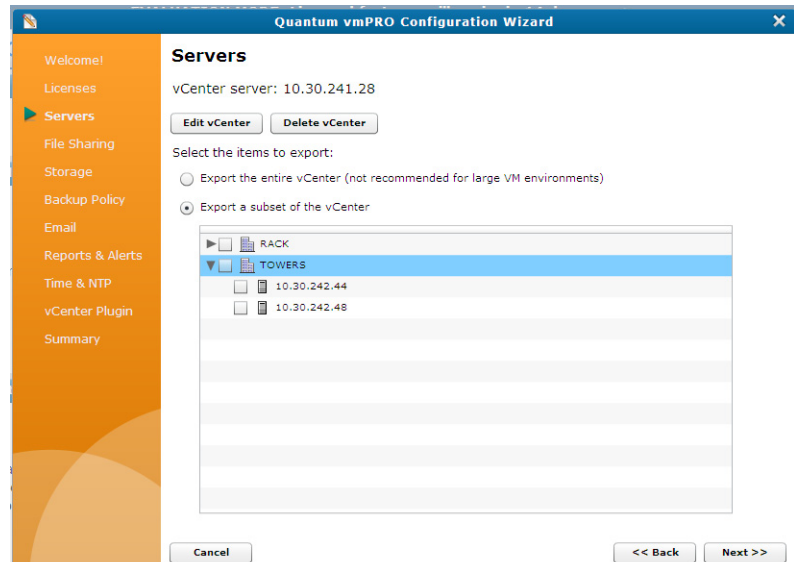 Quantum vmPRO Configuration Wizard
Welcome!
Licenses
Servers
File Sharing
Storage
Backup Policy
Email
Reports & Alerts
Time & NTP
vCenter Plugin
Summary
Servers
vCenter server: 10.30.241.28
Edit vCenter Delete vCenter
Select the items to export:
Export the entire vCenter (not recommended for large VM environments)
Export a subset of the vCenter
RACK
TOWERS
10.30.242.44
10.30.242.48
Cancel << Back Next >>